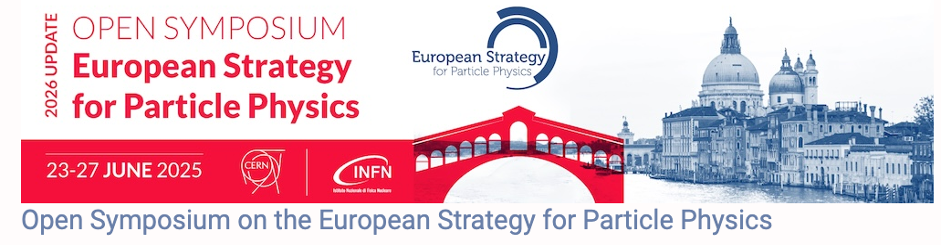 2026 UPDATE
OPEN SYMPOSIUM
European Strategy
for Particle Physics
23-27 JUNE 2025
CERN
INFN
Istituto Nazionale di Fisica Nucleare
European Strategy
for Particle Physics
Open Symposium on the European Strategy for Particle Physics